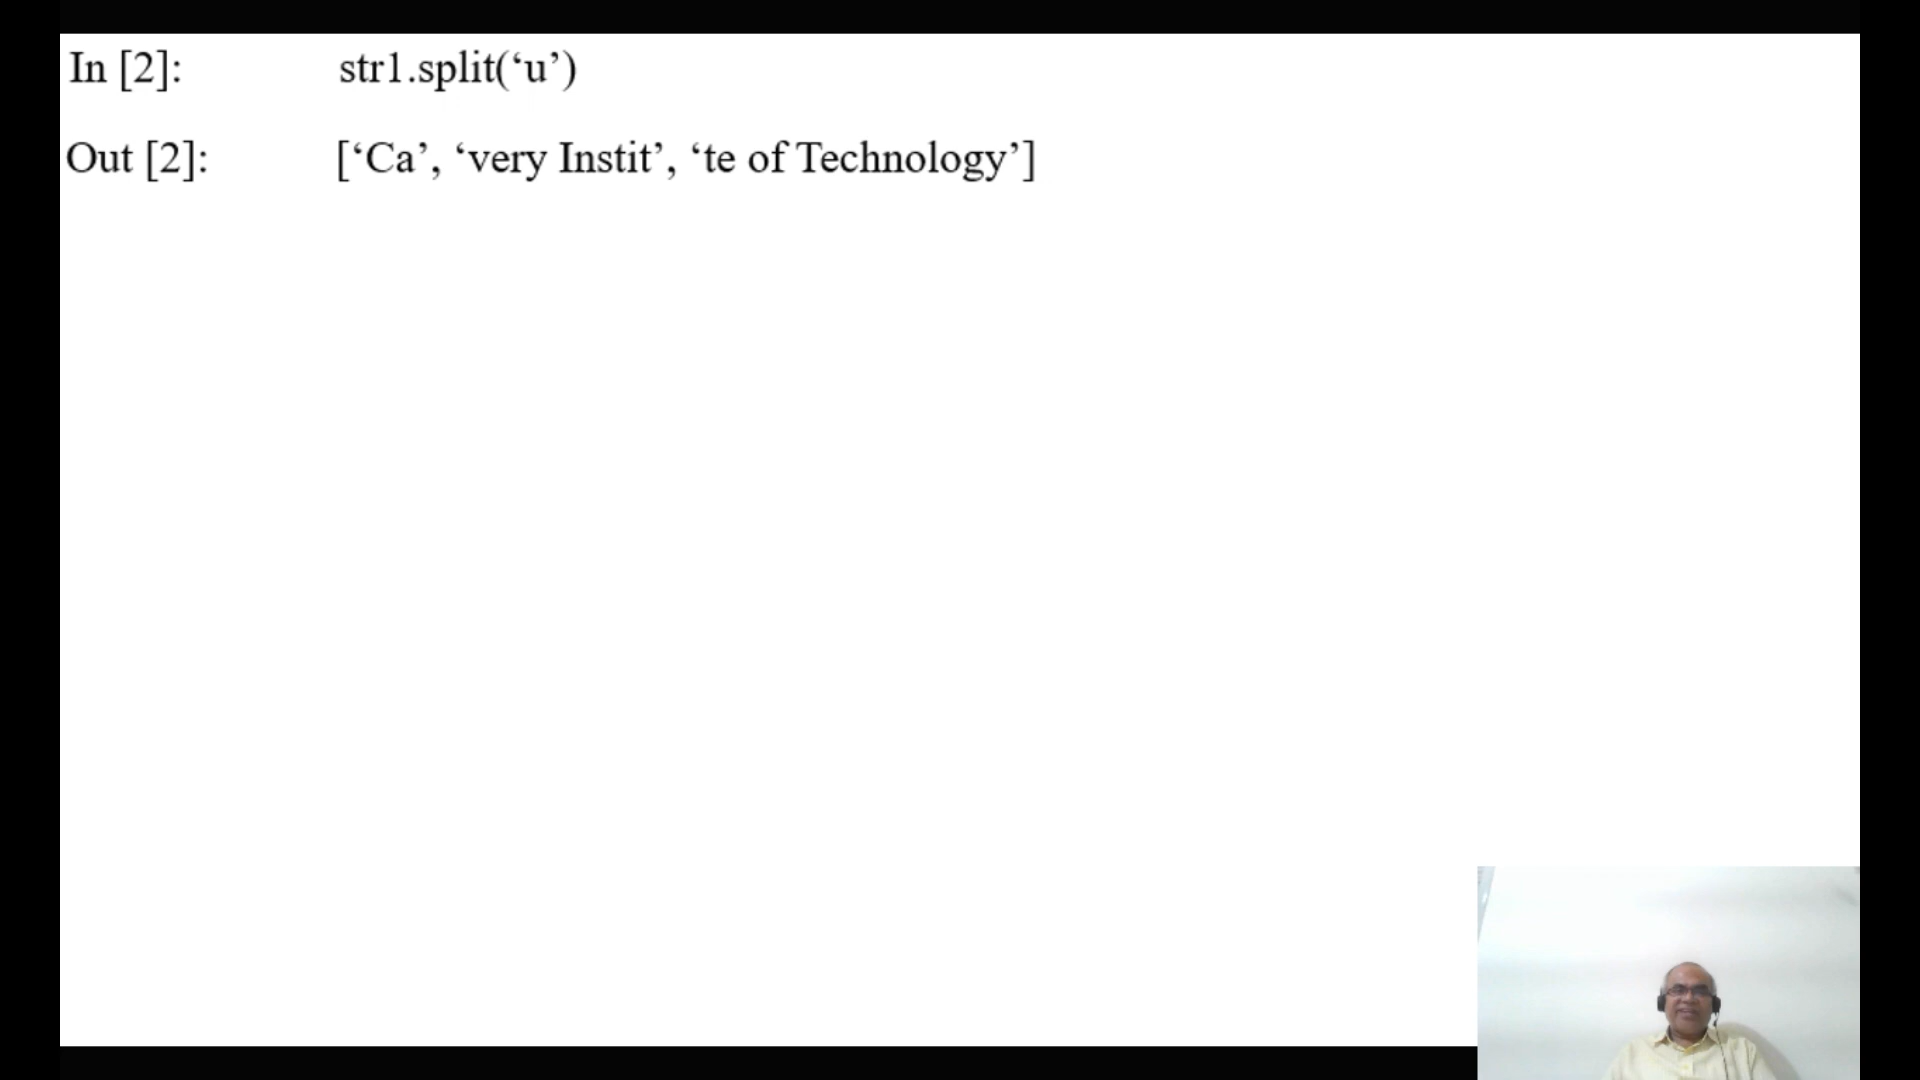 In [2]: str1.split(‘u’)
Out [2]: [‘Ca’, ‘very Instit’, ‘te of Technology’]